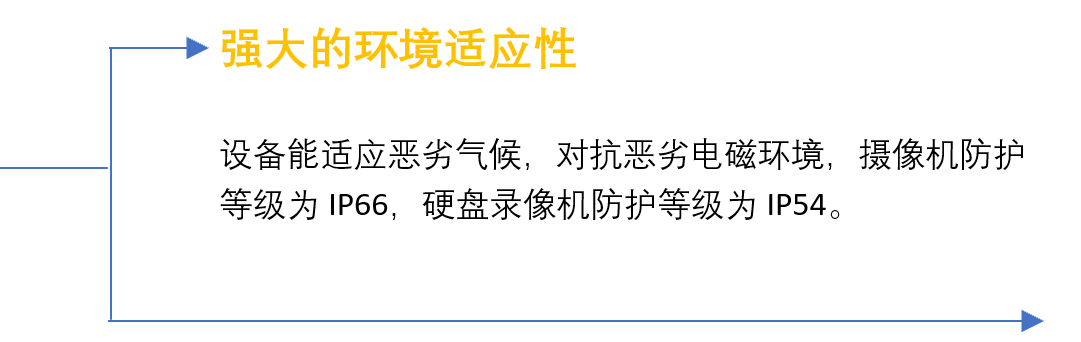 强大的环境适应性
设备能适应恶劣气候，对抗恶劣电磁环境，摄像机防护
等级为 IP66，硬盘录像机防护等级为 IP54。